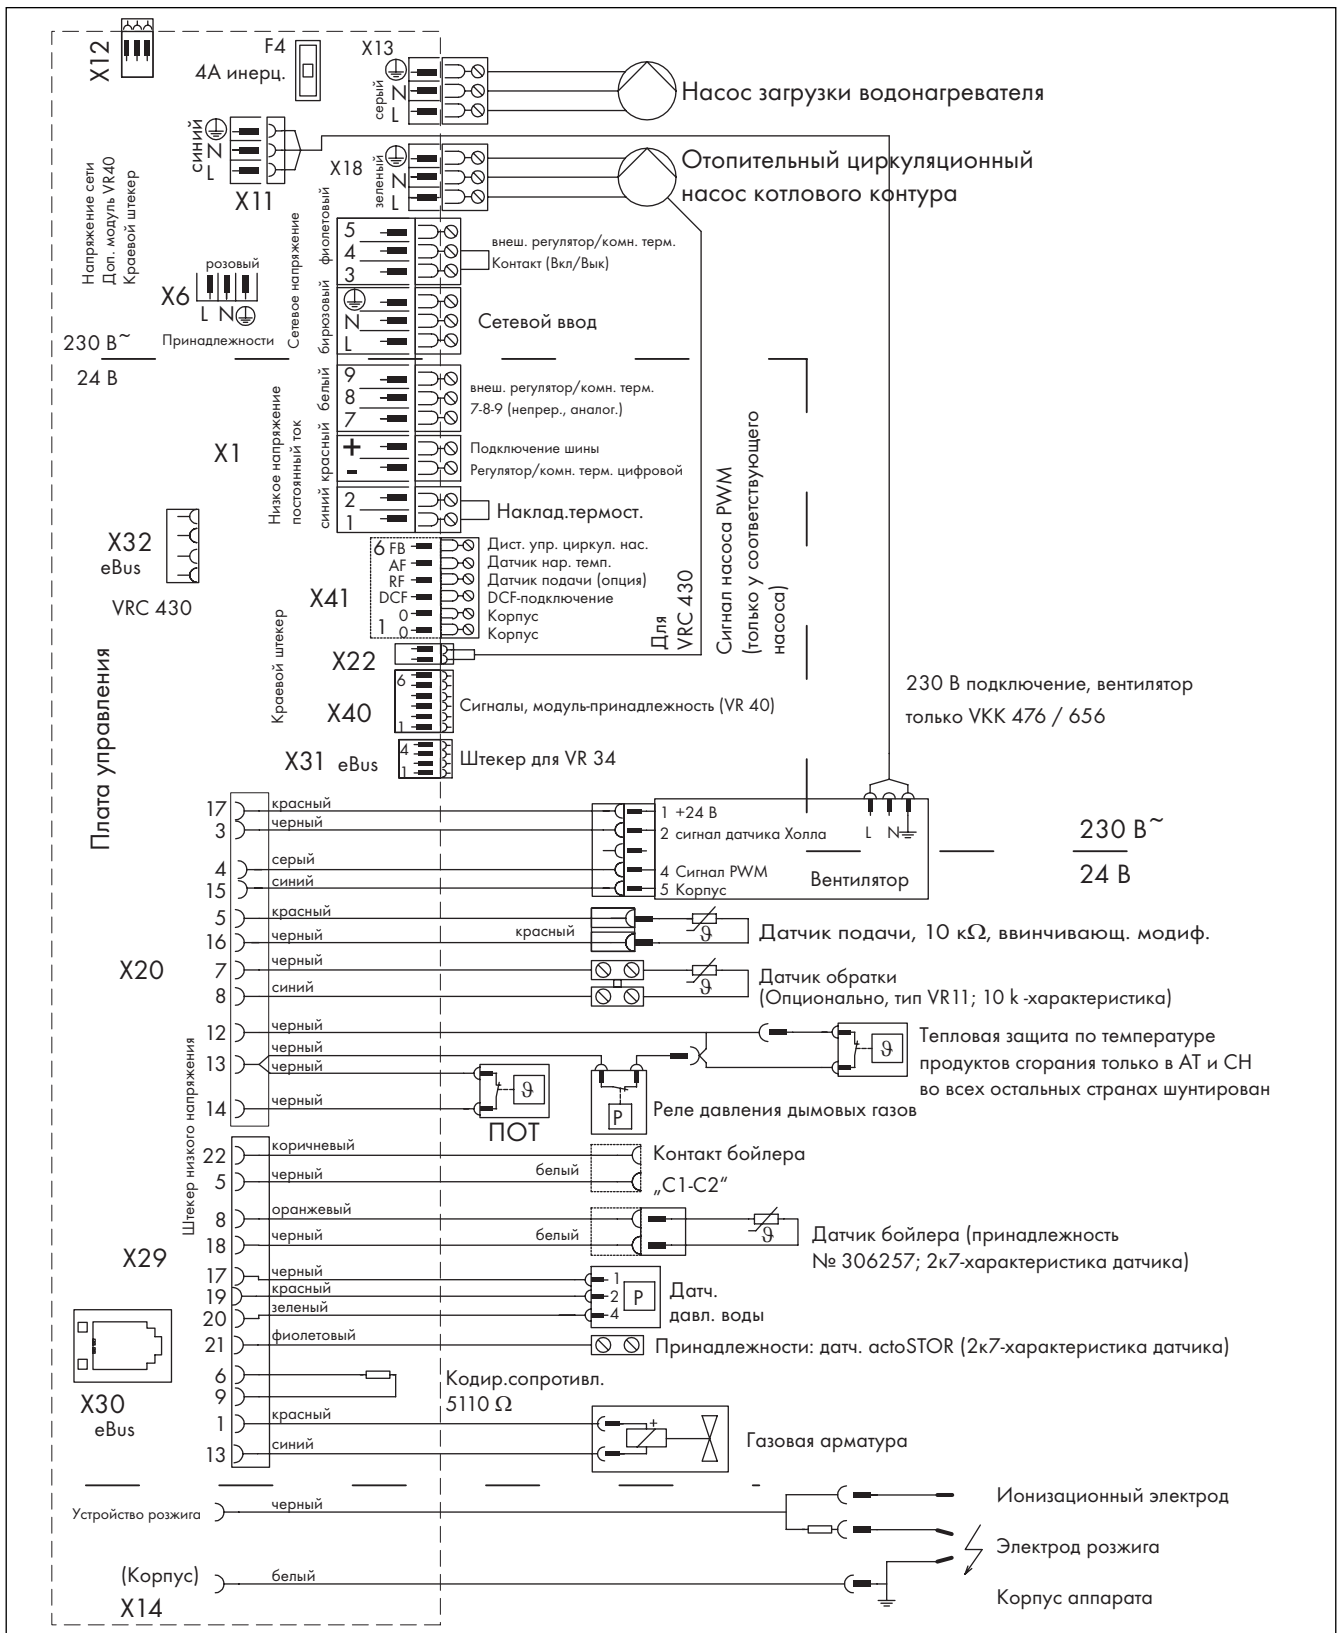 X12
F4
4А инерц.
X13
серый
N
L
Насос загрузки водонагревателя
синий
N
L
X11
X18
зеленый
N
L
Отопительный циркуляционный
насос котлового контура
Напряжение сети
Доп. модуль VR40
Краевой штекер
X6
розовый
L N
Принадлежности
Сетевое напряжение
фиолетовый
5
4
3
внеш. регулятор/комн. терм.
Контакт (Вкл/Вык)
бирюзовый
N
L
Сетевой ввод
230 В~
24 В
X1
Низкое напряжение
постоянный ток
белый
9
8
7
внеш. регулятор/комн. терм.
7-8-9 (непрер., аналог.)
красный
+
-
Подключение шины
Регулятор/комн. терм. цифровой
синий
2
1
Наклад.термост.
X32
eBus
VRC 430
X41
6 FB
AF
RF
DCF
0
1 0
Дист. упр. циркул. нас.
Датчик нар. темп.
Датчик подачи (опция)
DCF-подключение
Корпус
Корпус
Для
VRC 430
Сигнал насоса PWM
(только у соответствующего
насоса)
Краевой штекер
X22
X40
6
1
Сигналы, модуль-принадлежность (VR 40)
X31 eBus
4
1
Штекер для VR 34
230 В подключение, вентилятор
только VKK 476 / 656
Плата управления
17
красный
3
черный
4
серый
15
синий
1 +24 В
2 сигнал датчика Холла
4 Сигнал PWM
5 Корпус
L N
Вентилятор
230 В~
24 В
X20
5
красный
16
черный
красный
ϑ
Датчик подачи, 10 кΩ, ввинчивающ. модиф.
7
черный
8
синий
ϑ
Датчик обратки
(Опционально, тип VR11; 10 k -характеристика)
12
черный
13
черный
черный
14
черный
ϑ
ПОТ
P
Реле давления дымовых газов
ϑ
Тепловая защита по температуре
продуктов сгорания только в АТ и СН
во всех остальных странах шунтирован
Штекер низкого напряжения
X29
22
коричневый
5
черный
белый
Контакт бойлера
„C1-C2“
8
оранжевый
18
черный
белый
ϑ
Датчик бойлера (принадлежность
№ 306257; 2к7-характеристика датчика)
17
черный
19
красный
20
зеленый
1
2
4
P
Датч.
давл. воды
21
фиолетовый
Принадлежности: датч. actoSTOR (2к7-характеристика датчика)
X30
eBus
6
9
Кодир.сопротивл.
5110 Ω
1
красный
13
синий
+
Газовая арматура
Устройство розжига
черный
Ионизационный электрод
Электрод розжига
(Корпус)
X14
белый
Корпус аппарата